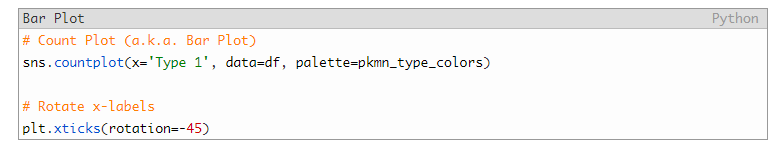 Bar Plot Python
# Count Plot (a.k.a. Bar Plot)
sns.countplot(x='Type 1', data=df, palette=pkmn_type_colors)
# Rotate x-labels
plt.xticks(rotation=-45)